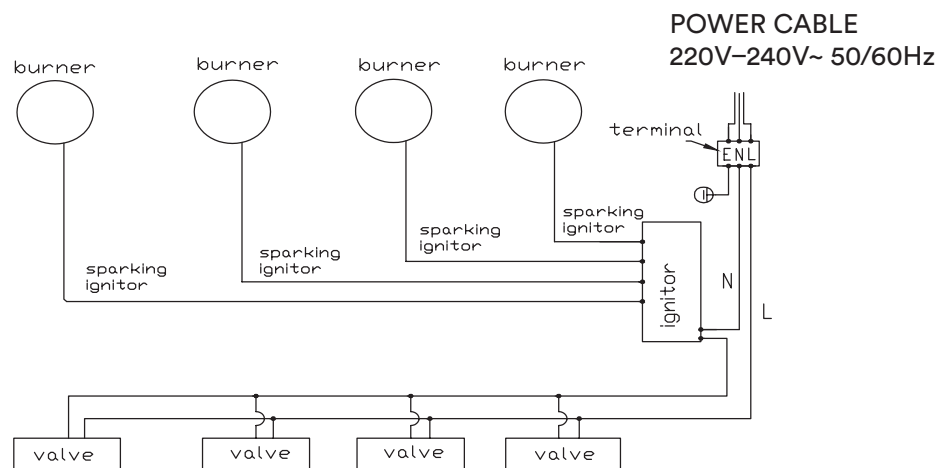 POWER CABLE
220V–240V~ 50/60Hz
burner
burner
burner
burner
terminal
ENL
sparking
ignitor
sparking
ignitor
sparking
ignitor
sparking
ignitor
ignitor
N
L
valve
valve
valve
valve